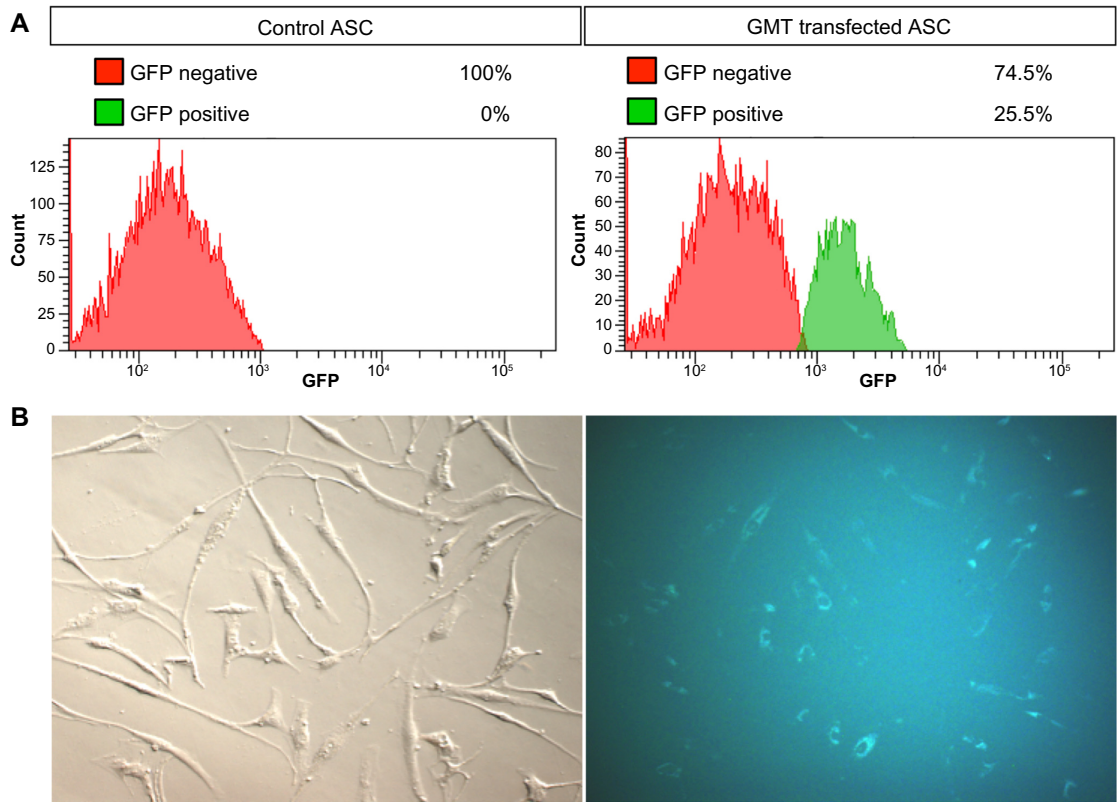 A
Control ASC
GFP negative 100%
GFP positive 0%
125
100
75
50
25
0
Count
10² 10³ 10⁴ 10⁵
GFP
GMT transfected ASC
GFP negative 74.5%
GFP positive 25.5%
80
70
60
50
40
30
20
10
0
Count
10² 10³ 10⁴ 10⁵
GFP
B